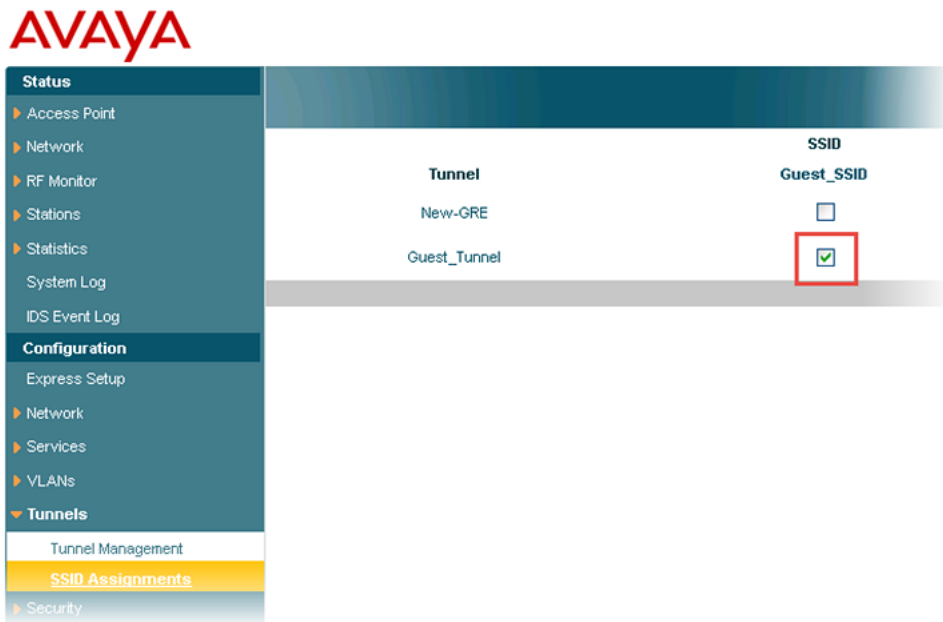 AVAYA
Status
Access Point
Network
RF Monitor
Stations
Statistics
System Log
IDS Event Log
Configuration
Express Setup
Network
Services
VLANs
Tunnels
Tunnel Management
SSID Assignments
Security
SSID
Tunnel Guest_SSID
New-GRE
Guest_Tunnel